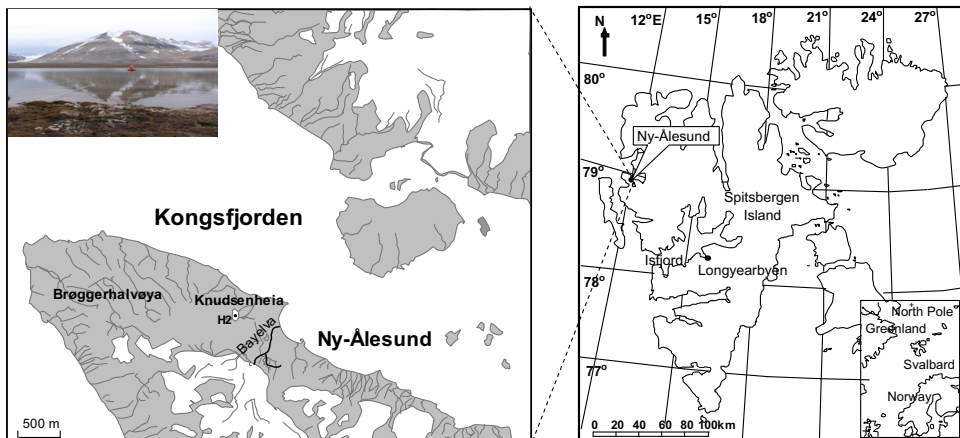 Kongsfjorden
Brøggerhalvøya
Knudsenheia
H2
Bayelva
Ny-Ålesund
500 m
N
12°E
15°
18°
21°
24°
27°
80°
79°
78°
77°
Ny-Ålesund
Spitsbergen
Island
Isfjord
Longyearbyen
0 20 40 60 80 100km
North Pole
Greenland
Svalbard
Norway